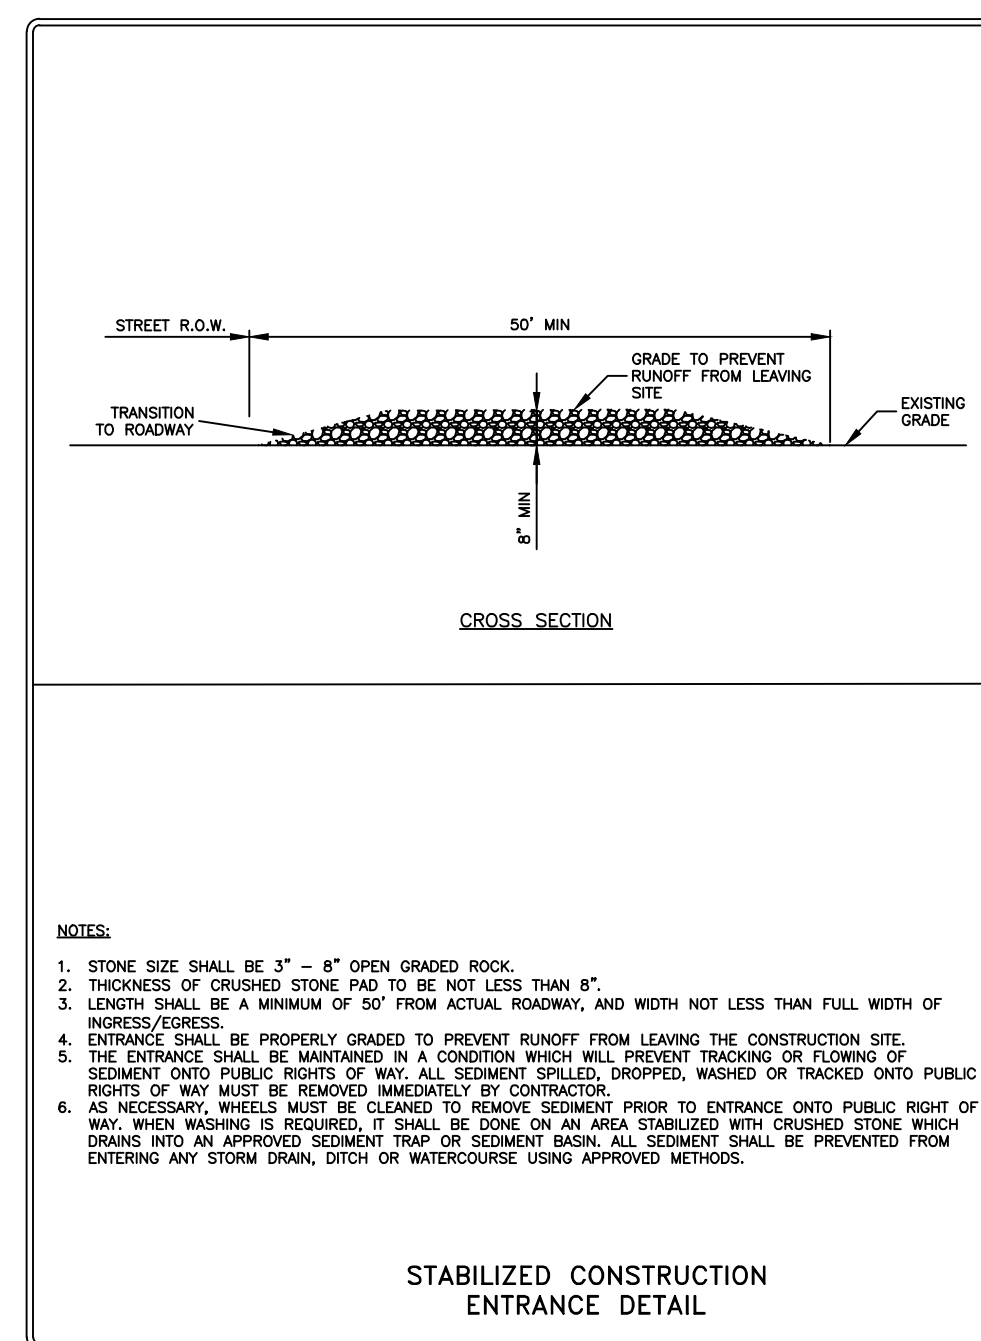 STREET R.O.W.
50' MIN
GRADE TO PREVENT
RUNOFF FROM LEAVING
SITE
TRANSITION
TO ROADWAY
EXISTING
GRADE
8" MIN
CROSS SECTION
NOTES:
1. STONE SIZE SHALL BE 3" – 8" OPEN GRADED ROCK.
2. THICKNESS OF CRUSHED STONE PAD TO BE NOT LESS THAN 8".
3. LENGTH SHALL BE A MINIMUM OF 50' FROM ACTUAL ROADWAY, AND WIDTH NOT LESS THAN FULL WIDTH OF
INGRESS/EGRESS.
4. ENTRANCE SHALL BE PROPERLY GRADED TO PREVENT RUNOFF FROM LEAVING THE CONSTRUCTION SITE.
5. THE ENTRANCE SHALL BE MAINTAINED IN A CONDITION WHICH WILL PREVENT TRACKING OR FLOWING OF
SEDIMENT ONTO PUBLIC RIGHTS OF WAY. ALL SEDIMENT SPILLED, DROPPED, WASHED OR TRACKED ONTO PUBLIC
RIGHTS OF WAY MUST BE REMOVED IMMEDIATELY BY CONTRACTOR.
6. AS NECESSARY, WHEELS MUST BE CLEANED TO REMOVE SEDIMENT PRIOR TO ENTRANCE ONTO PUBLIC RIGHT OF
WAY. WHEN WASHING IS REQUIRED, IT SHALL BE DONE ON AN AREA STABILIZED WITH CRUSHED STONE WHICH
DRAINS INTO AN APPROVED SEDIMENT TRAP OR SEDIMENT BASIN. ALL SEDIMENT SHALL BE PREVENTED FROM
ENTERING ANY STORM DRAIN, DITCH OR WATERCOURSE USING APPROVED METHODS.
STABILIZED CONSTRUCTION
ENTRANCE DETAIL